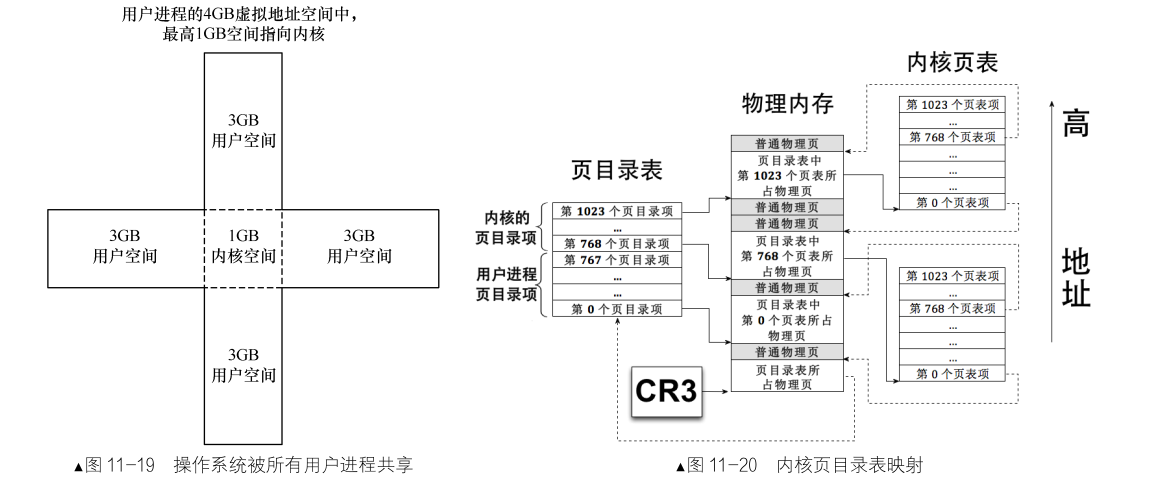 用户进程的4GB虚拟地址空间中，
最高1GB空间指向内核
3GB
用户空间
3GB
用户空间
1GB
内核空间
3GB
用户空间
3GB
用户空间
▲图 11-19 操作系统被所有用户进程共享
页目录表
内核的
页目录项
用户进程
页目录项
第 1023 个页目录项
...
第 768 个页目录项
第 767 个页目录项
...
...
第 0 个页目录项
物理内存
普通物理页
页目录表中
第 1023 个页表所
占物理页
普通物理页
普通物理页
页目录表中
第 768 个页表所
占物理页
普通物理页
页目录表中
第 0 个页表所占
物理页
普通物理页
页目录表所
占物理页
CR3
内核页表
第 1023 个页表项
...
第 768 个页表项
...
...
...
第 0 个页表项
第 1023 个页表项
...
第 768 个页表项
...
...
...
第 0 个页表项
高
地
址
▲图 11-20 内核页目录表映射